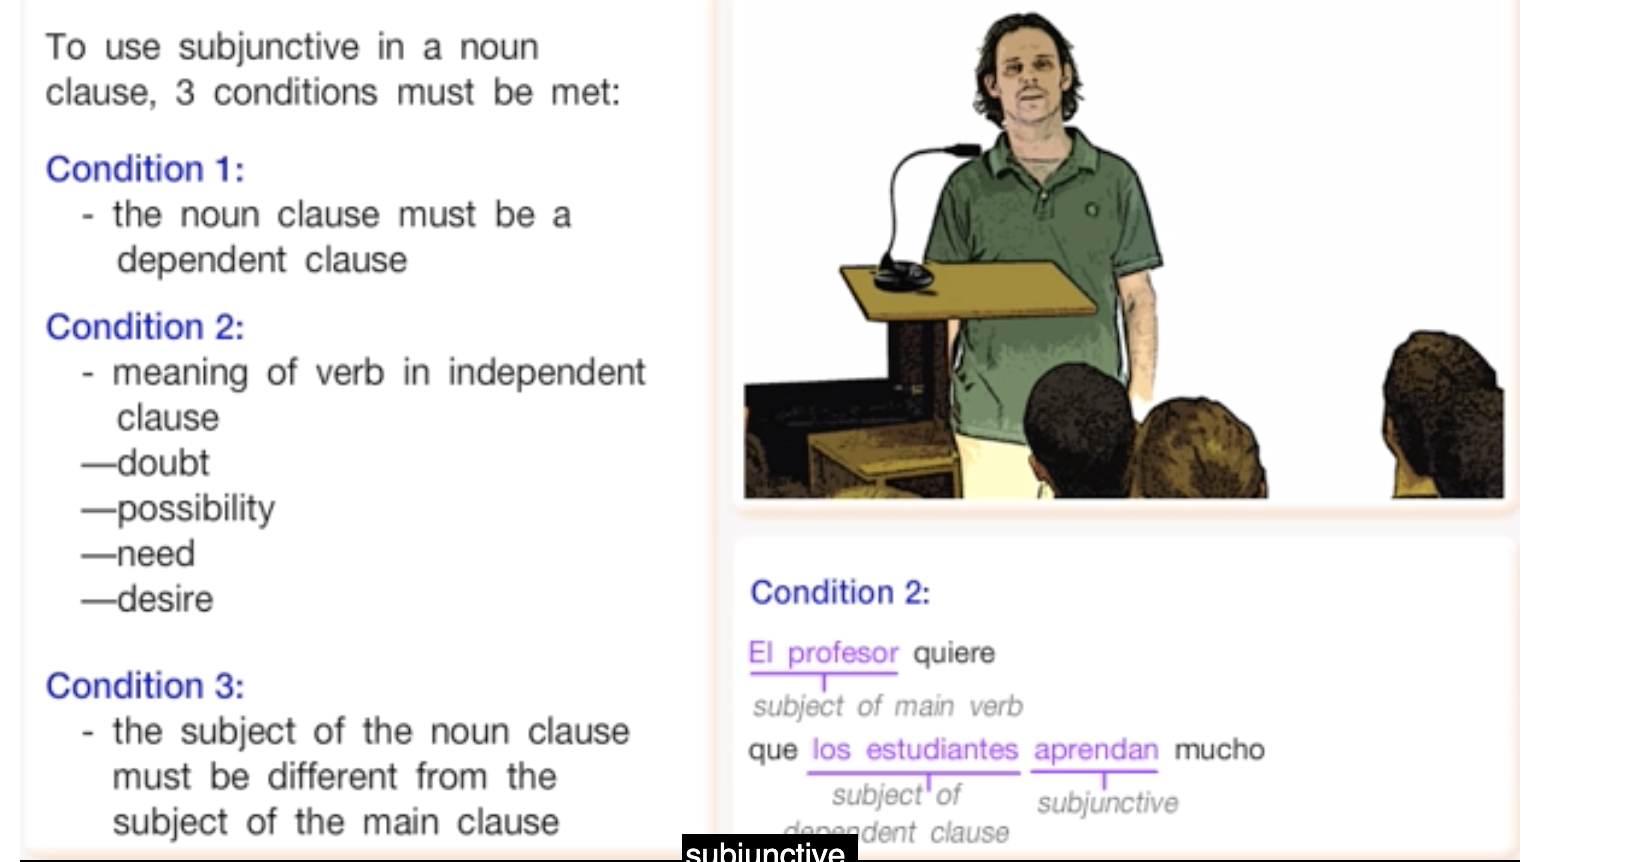 To use subjunctive in a noun
clause, 3 conditions must be met:
Condition 1:
- the noun clause must be a
dependent clause
Condition 2:
- meaning of verb in independent
clause
—doubt
—possibility
—need
—desire
Condition 3:
- the subject of the noun clause
must be different from the
subject of the main clause
Condition 2:
El profesor quiere
subject of main verb
que los estudiantes aprendan mucho
subject of
subjunctive
dependent clause
subjunctive